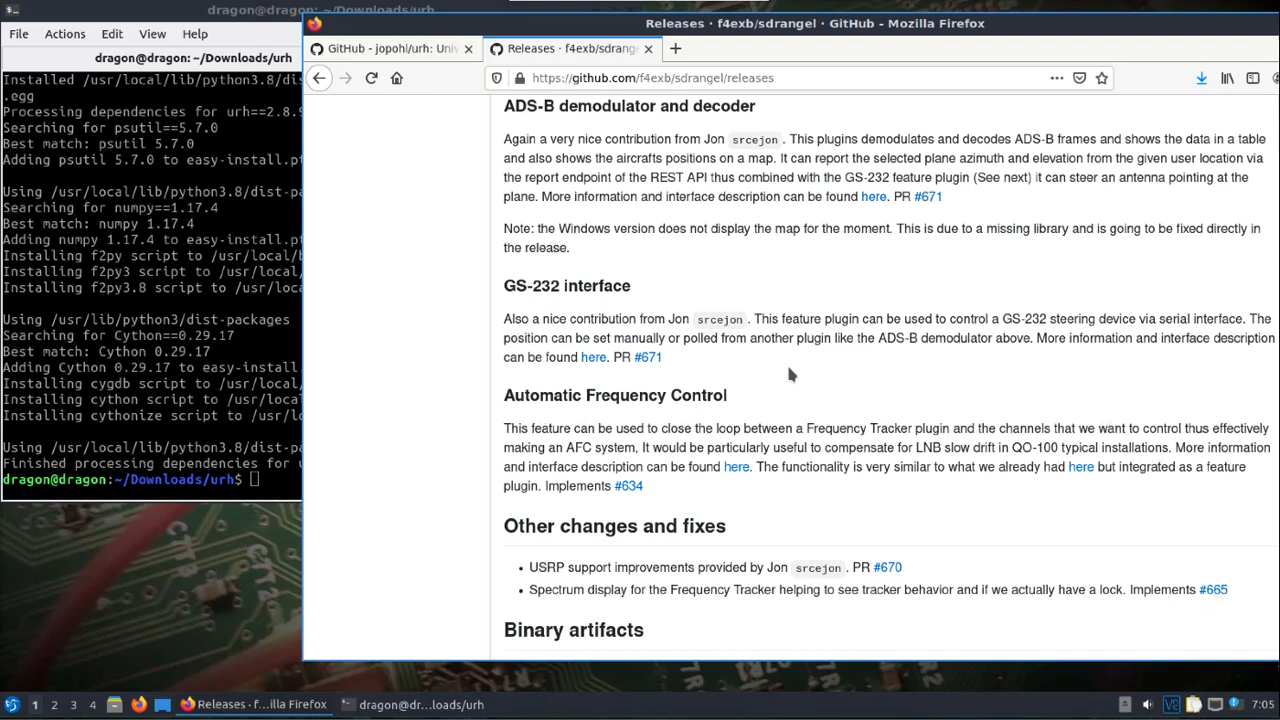 dragon@dragon: ~/Downloads/urh
File Actions Edit View Help
dragon@dragon: ~/Downloads/urh
Installed /usr/local/lib/python3.8/dis
.egg
Processing dependencies for urh==2.8.9
Searching for psutil==5.7.0
Best match: psutil 5.7.0
Adding psutil 5.7.0 to easy-install.pt
Using /usr/local/lib/python3.8/dist-pa
Searching for numpy==1.17.4
Best match: numpy 1.17.4
Adding numpy 1.17.4 to easy-install.pt
Installing f2py script to /usr/local/b
Installing f2py3 script to /usr/local/
Installing f2py3.8 script to /usr/loca
Using /usr/lib/python3/dist-packages
Searching for Cython==0.29.17
Best match: Cython 0.29.17
Adding Cython 0.29.17 to easy-install.
Installing cygdb script to /usr/local/
Installing cython script to /usr/local
Installing cythonize script to /usr/lo
Using /usr/local/lib/python3.8/dist-pa
Finished processing dependencies for u
dragon@dragon:~/Downloads/urh$
Releases · f4exb/sdrangel · GitHub - Mozilla Firefox
GitHub - jopohl/urh: Univ
Releases · f4exb/sdrange
https://github.com/f4exb/sdrangel/releases
ADS-B demodulator and decoder
Again a very nice contribution from Jon srcejon . This plugins demodulates and decodes ADS-B frames and shows the data in a table
and also shows the aircrafts positions on a map. It can report the selected plane azimuth and elevation from the given user location via
the report endpoint of the REST API thus combined with the GS-232 feature plugin (See next) it can steer an antenna pointing at the
plane. More information and interface description can be found here. PR #671
Note: the Windows version does not display the map for the moment. This is due to a missing library and is going to be fixed directly in
the release.
GS-232 interface
Also a nice contribution from Jon srcejon . This feature plugin can be used to control a GS-232 steering device via serial interface. The
position can be set manually or polled from another plugin like the ADS-B demodulator above. More information and interface description
can be found here. PR #671
Automatic Frequency Control
This feature can be used to close the loop between a Frequency Tracker plugin and the channels that we want to control thus effectively
making an AFC system, It would be particularly useful to compensate for LNB slow drift in QO-100 typical installations. More information
and interface description can be found here. The functionality is very similar to what we already had here but integrated as a feature
plugin. Implements #634
Other changes and fixes
• USRP support improvements provided by Jon srcejon . PR #670
• Spectrum display for the Frequency Tracker helping to see tracker behavior and if we actually have a lock. Implements #665
Binary artifacts
1 2 3 4 Releases · f…illa Firefox dragon@dr…loads/urh 7:05